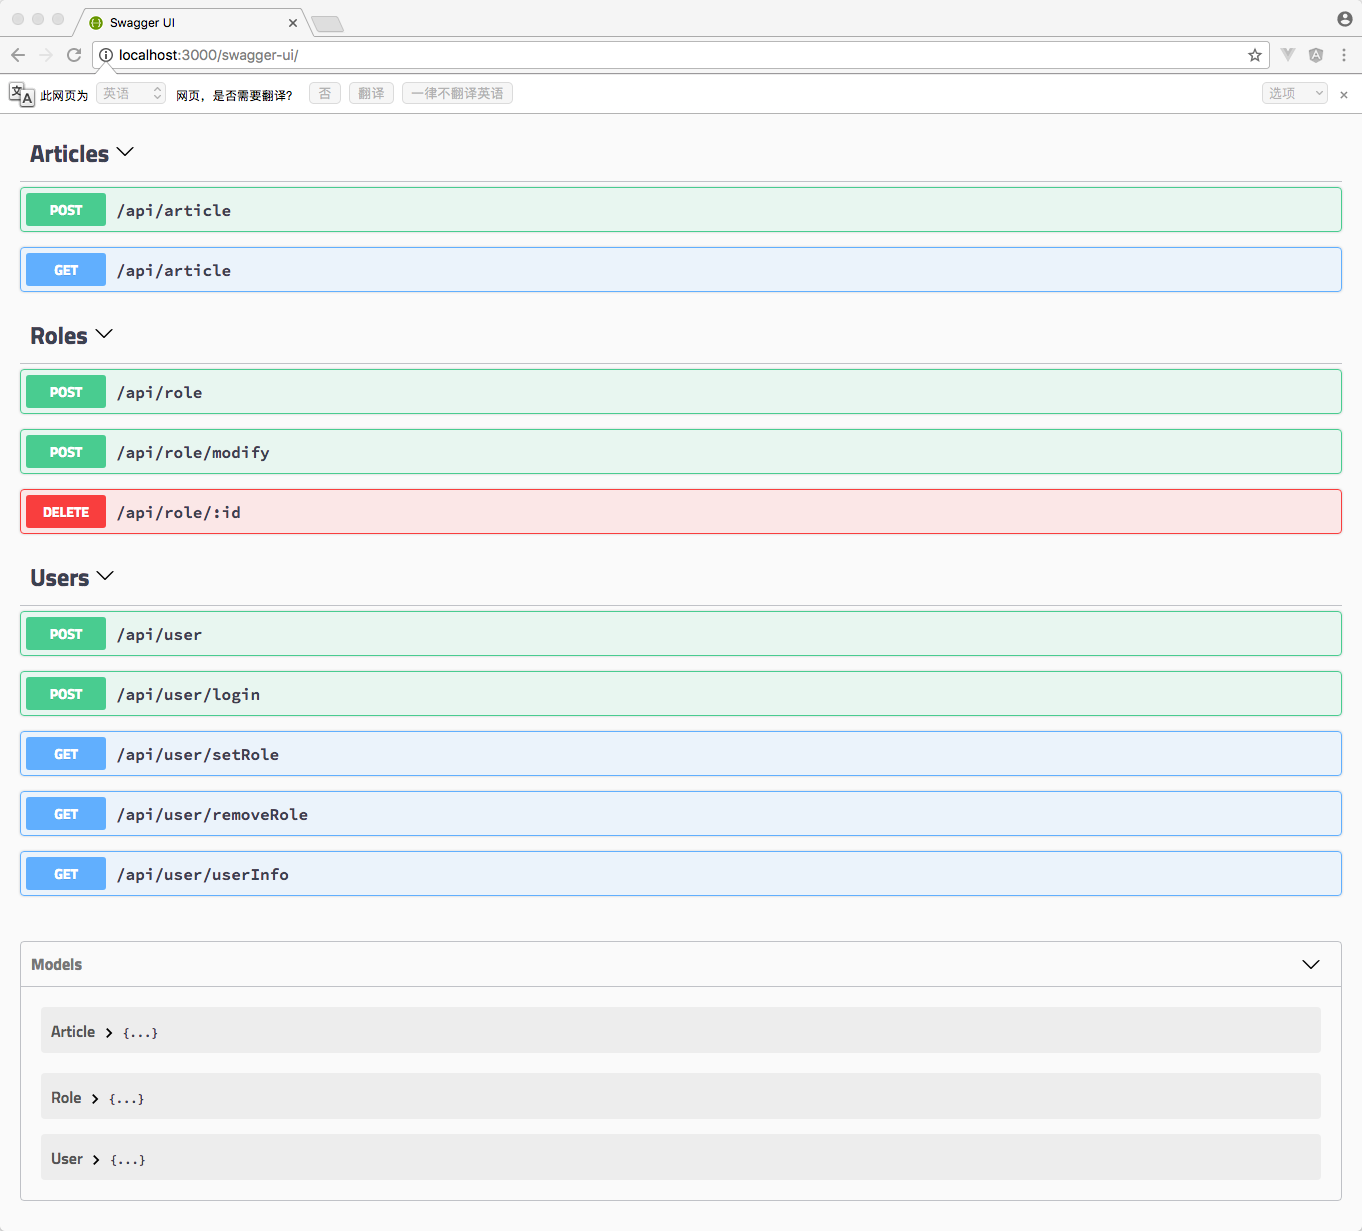 Swagger UI
localhost:3000/swagger-ui/
文A 此网页为 英语 网页，是否需要翻译？ 否 翻译 一律不翻译英语 选项
Articles
POST /api/article
GET /api/article
Roles
POST /api/role
POST /api/role/modify
DELETE /api/role/:id
Users
POST /api/user
POST /api/user/login
GET /api/user/setRole
GET /api/user/removeRole
GET /api/user/userInfo
Models
Article {...}
Role {...}
User {...}